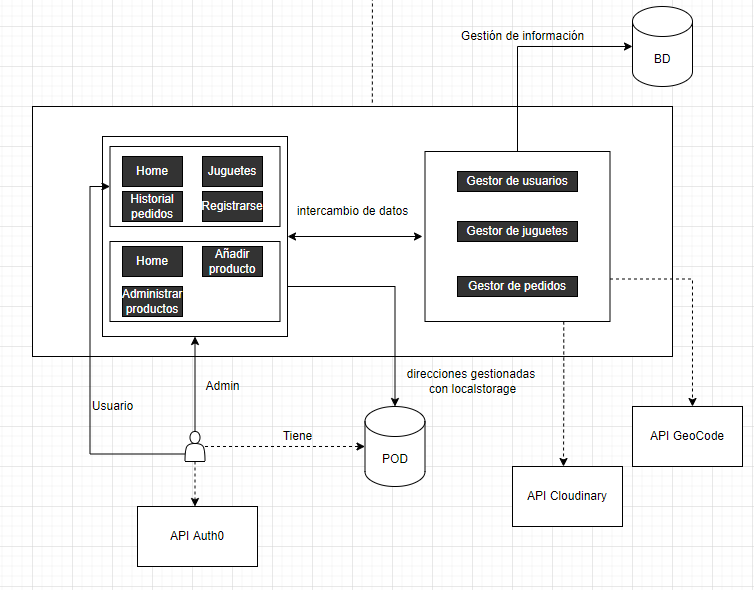 Gestión de información
BD
Home
Juguetes
Historial
pedidos
Registrarse
Home
Añadir
producto
Administrar
productos
intercambio de datos
Gestor de usuarios
Gestor de juguetes
Gestor de pedidos
direcciones gestionadas
con localstorage
Admin
Usuario
Tiene
POD
API GeoCode
API Cloudinary
API Auth0